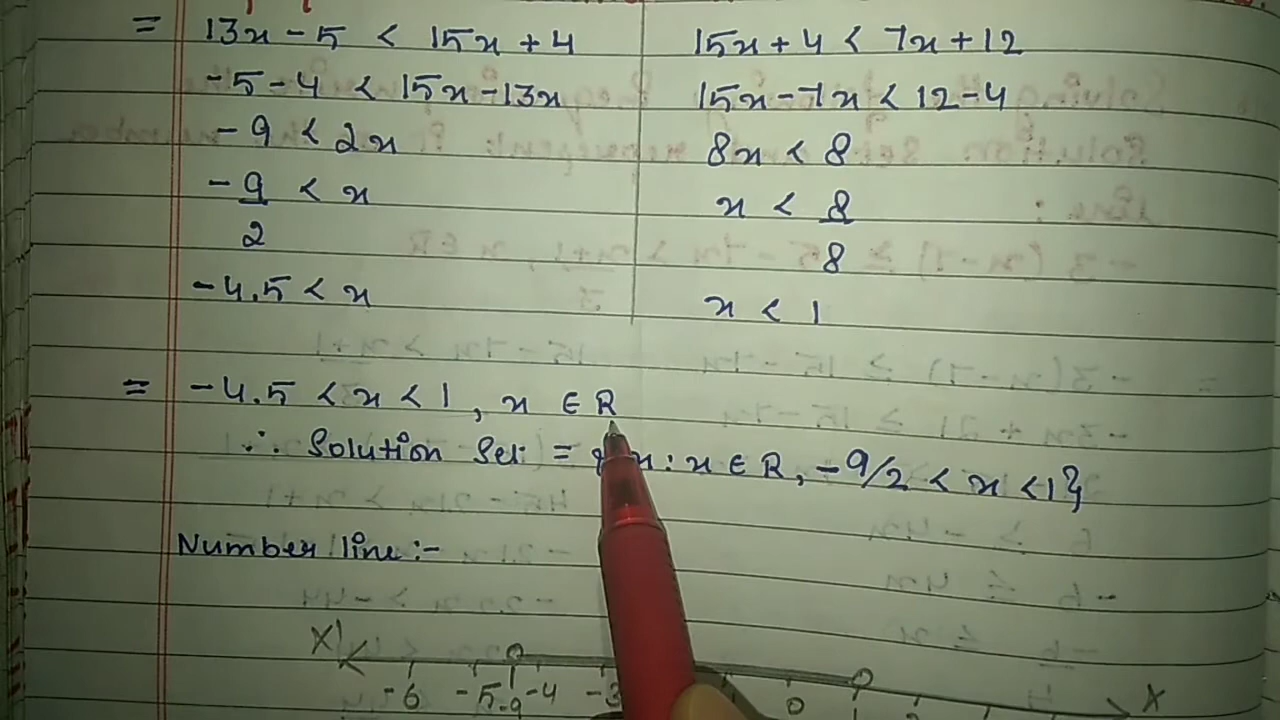 = 13x - 5 < 15x + 4
-5 - 4 < 15x - 13x
-9 < 2x
-9/2 < x
-4.5 < x
15x + 4 < 7x + 12
15x - 7x < 12 - 4
8x < 8
x < 8/8
x < 1
= -4.5 < x < 1, x ∈ R
∴ Solution Set = {x : x ∈ R, -9/2 < x < 1}
Number line :-
X' X
-6 -5 -9 -4 -3 0